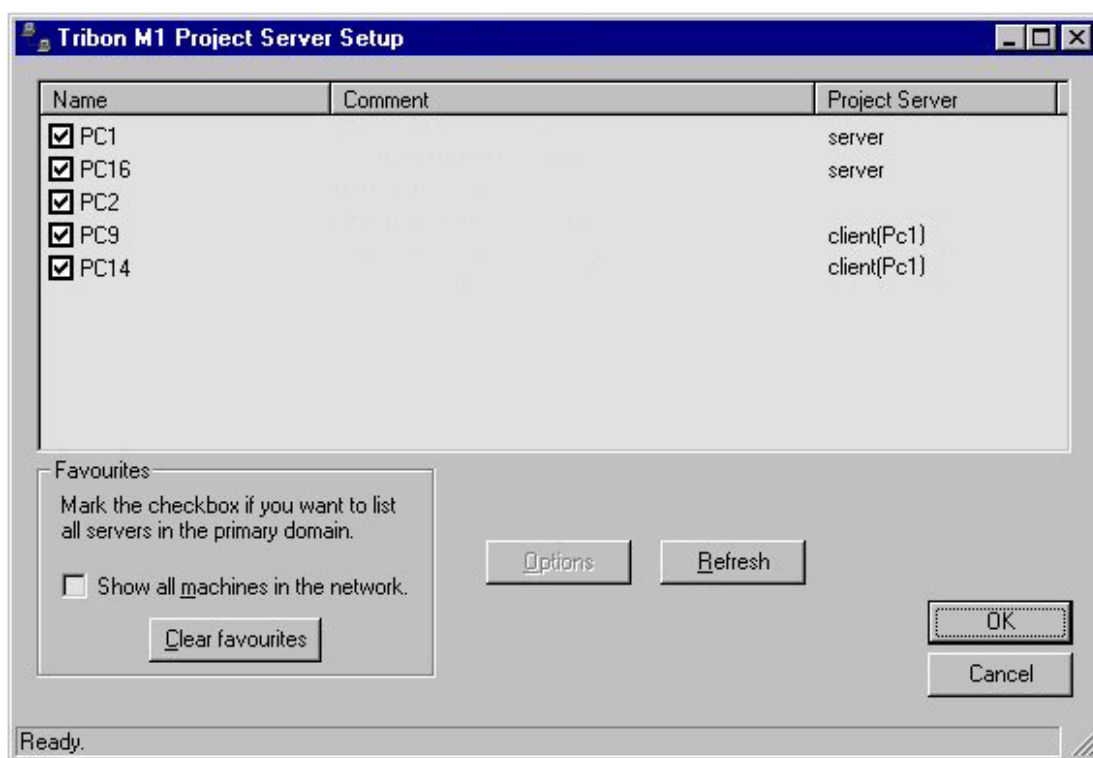 Tribon M1 Project Server Setup
Name Comment Project Server
PC1 server
PC16 server
PC2
PC9 client(Pc1)
PC14 client(Pc1)
Favourites
Mark the checkbox if you want to list
all servers in the primary domain.
Show all machines in the network.
Clear favourites
Options Refresh
OK
Cancel
Ready.